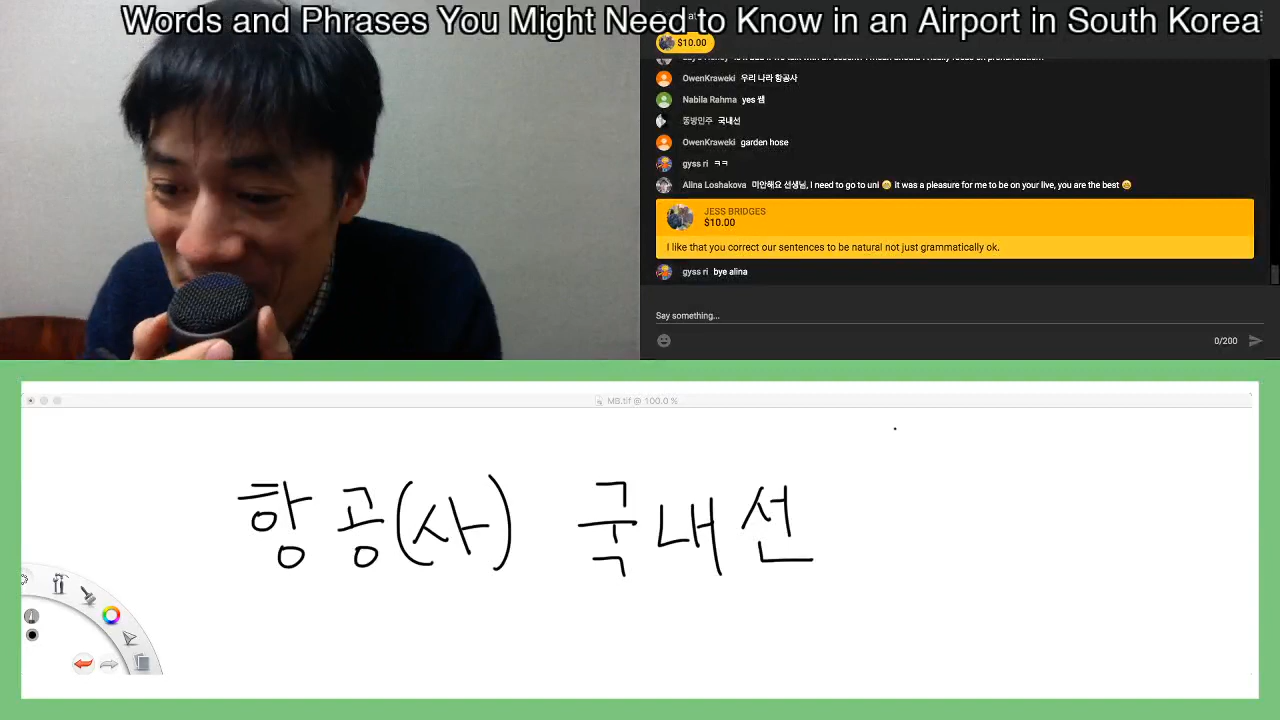 Words and Phrases You Might Need to Know in an Airport in South Korea
$10.00
OwenKraweki 우리 나라 항공사
Nabila Rahma yes 쌤
뚱방민주 국내선
OwenKraweki garden hose
gyss ri ㅋㅋ
Alina Loshakova 미안해요 선생님, I need to go to uni it was a pleasure for me to be on your live, you are the best
JESS BRIDGES
$10.00
I like that you correct our sentences to be natural not just grammatically ok.
gyss ri bye alina
Say something...
0/200
MB.tif @ 100.0 %
항공(사) 국내선